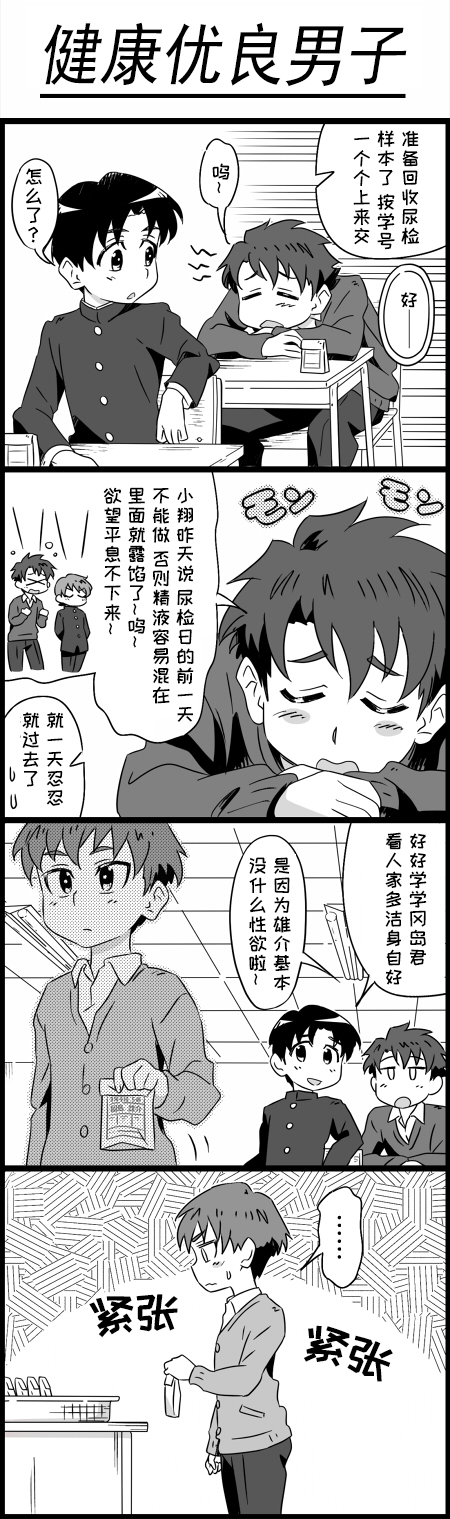 健康优良男子
准备回收尿检
样本了 按学号
一个个上来交
好——
呜~
怎么了？
モンモン
小翔昨天说 尿检日的前一天
不能做 否则精液容易混在
里面就露馅了~呜~
欲望平息不下来~
就一天忍忍
就过去了
好好学学冈岛君
看人家多洁身自好
是因为雄介基本
没什么性欲啦~
……
紧张
紧张